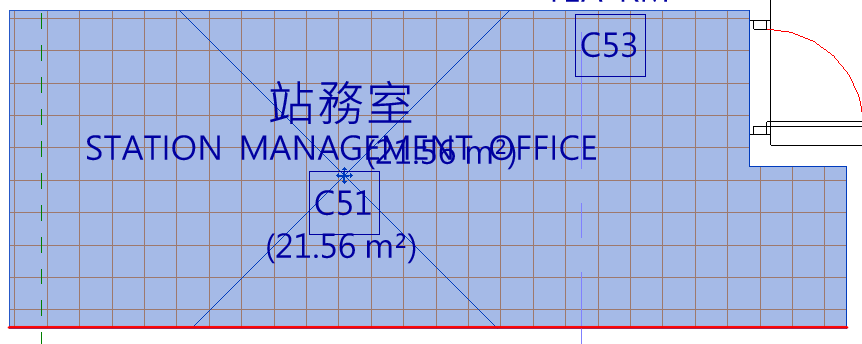 C53
站務室
STATION MANAGEMENT OFFICE
(21.56 m²)
C51
(21.56 m²)